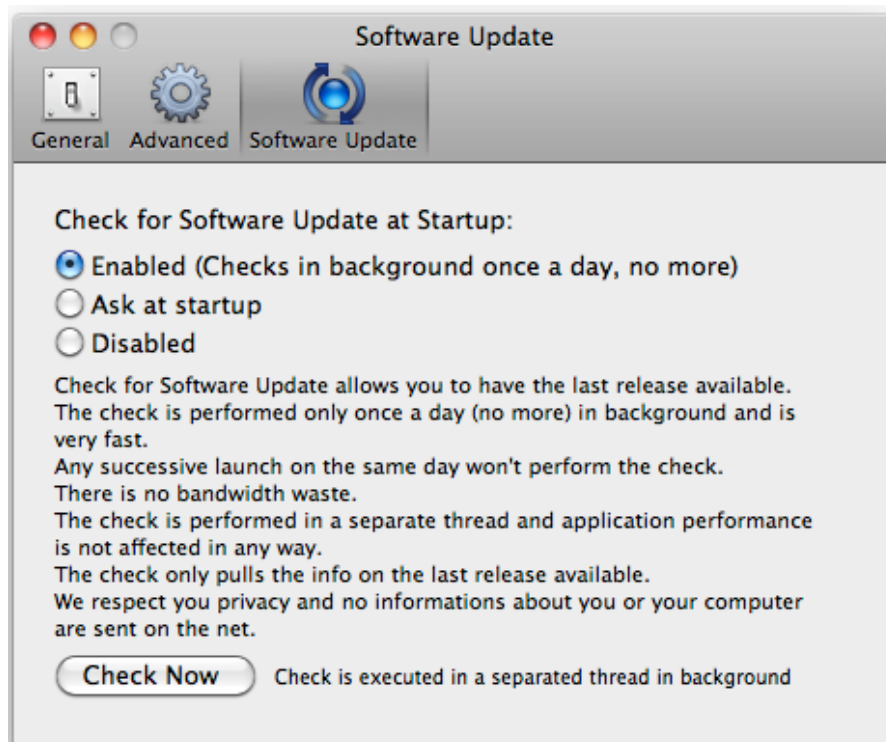 Software Update
General Advanced Software Update
Check for Software Update at Startup:
Enabled (Checks in background once a day, no more)
Ask at startup
Disabled
Check for Software Update allows you to have the last release available.
The check is performed only once a day (no more) in background and is
very fast.
Any successive launch on the same day won't perform the check.
There is no bandwidth waste.
The check is performed in a separate thread and application performance
is not affected in any way.
The check only pulls the info on the last release available.
We respect you privacy and no informations about you or your computer
are sent on the net.
Check Now Check is executed in a separated thread in background